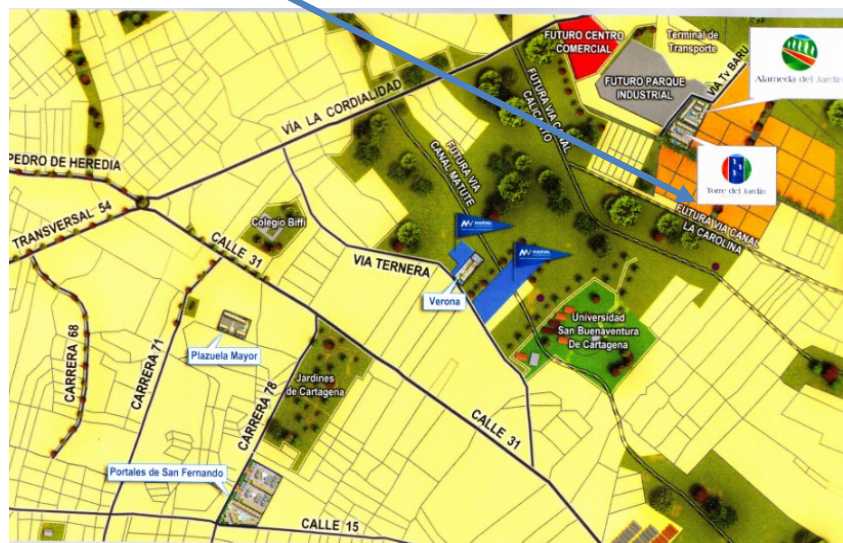 FUTURO CENTRO
COMERCIAL
Terminal de
Transporte
FUTURO PARQUE
INDUSTRIAL
VIA Tv BARU
Alameda del Jardín
Torre del Jardín
VÍA LA CORDIALIDAD
FUTURA VIA CANAL
CALICANTO
FUTURA VIA
CANAL MATUTE
FUTURA VIA CANAL
LA CAROLINA
PEDRO DE HEREDIA
TRANSVERSAL 54
CALLE 31
Colegio Biffi
VIA TERNERA
MARVAL
MARVAL
Verona
Universidad
San Buenaventura
De Cartagena
CARRERA 68
CARRERA 71
Plazuela Mayor
Jardines
de Cartagena
CARRERA 78
CALLE 31
Portales de San Fernando
CALLE 15